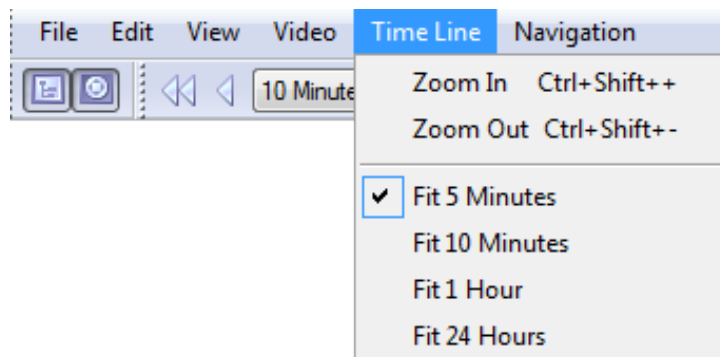 File Edit View Video Time Line Navigation
10 Minute
Zoom In Ctrl+Shift++
Zoom Out Ctrl+Shift+-
Fit 5 Minutes
Fit 10 Minutes
Fit 1 Hour
Fit 24 Hours